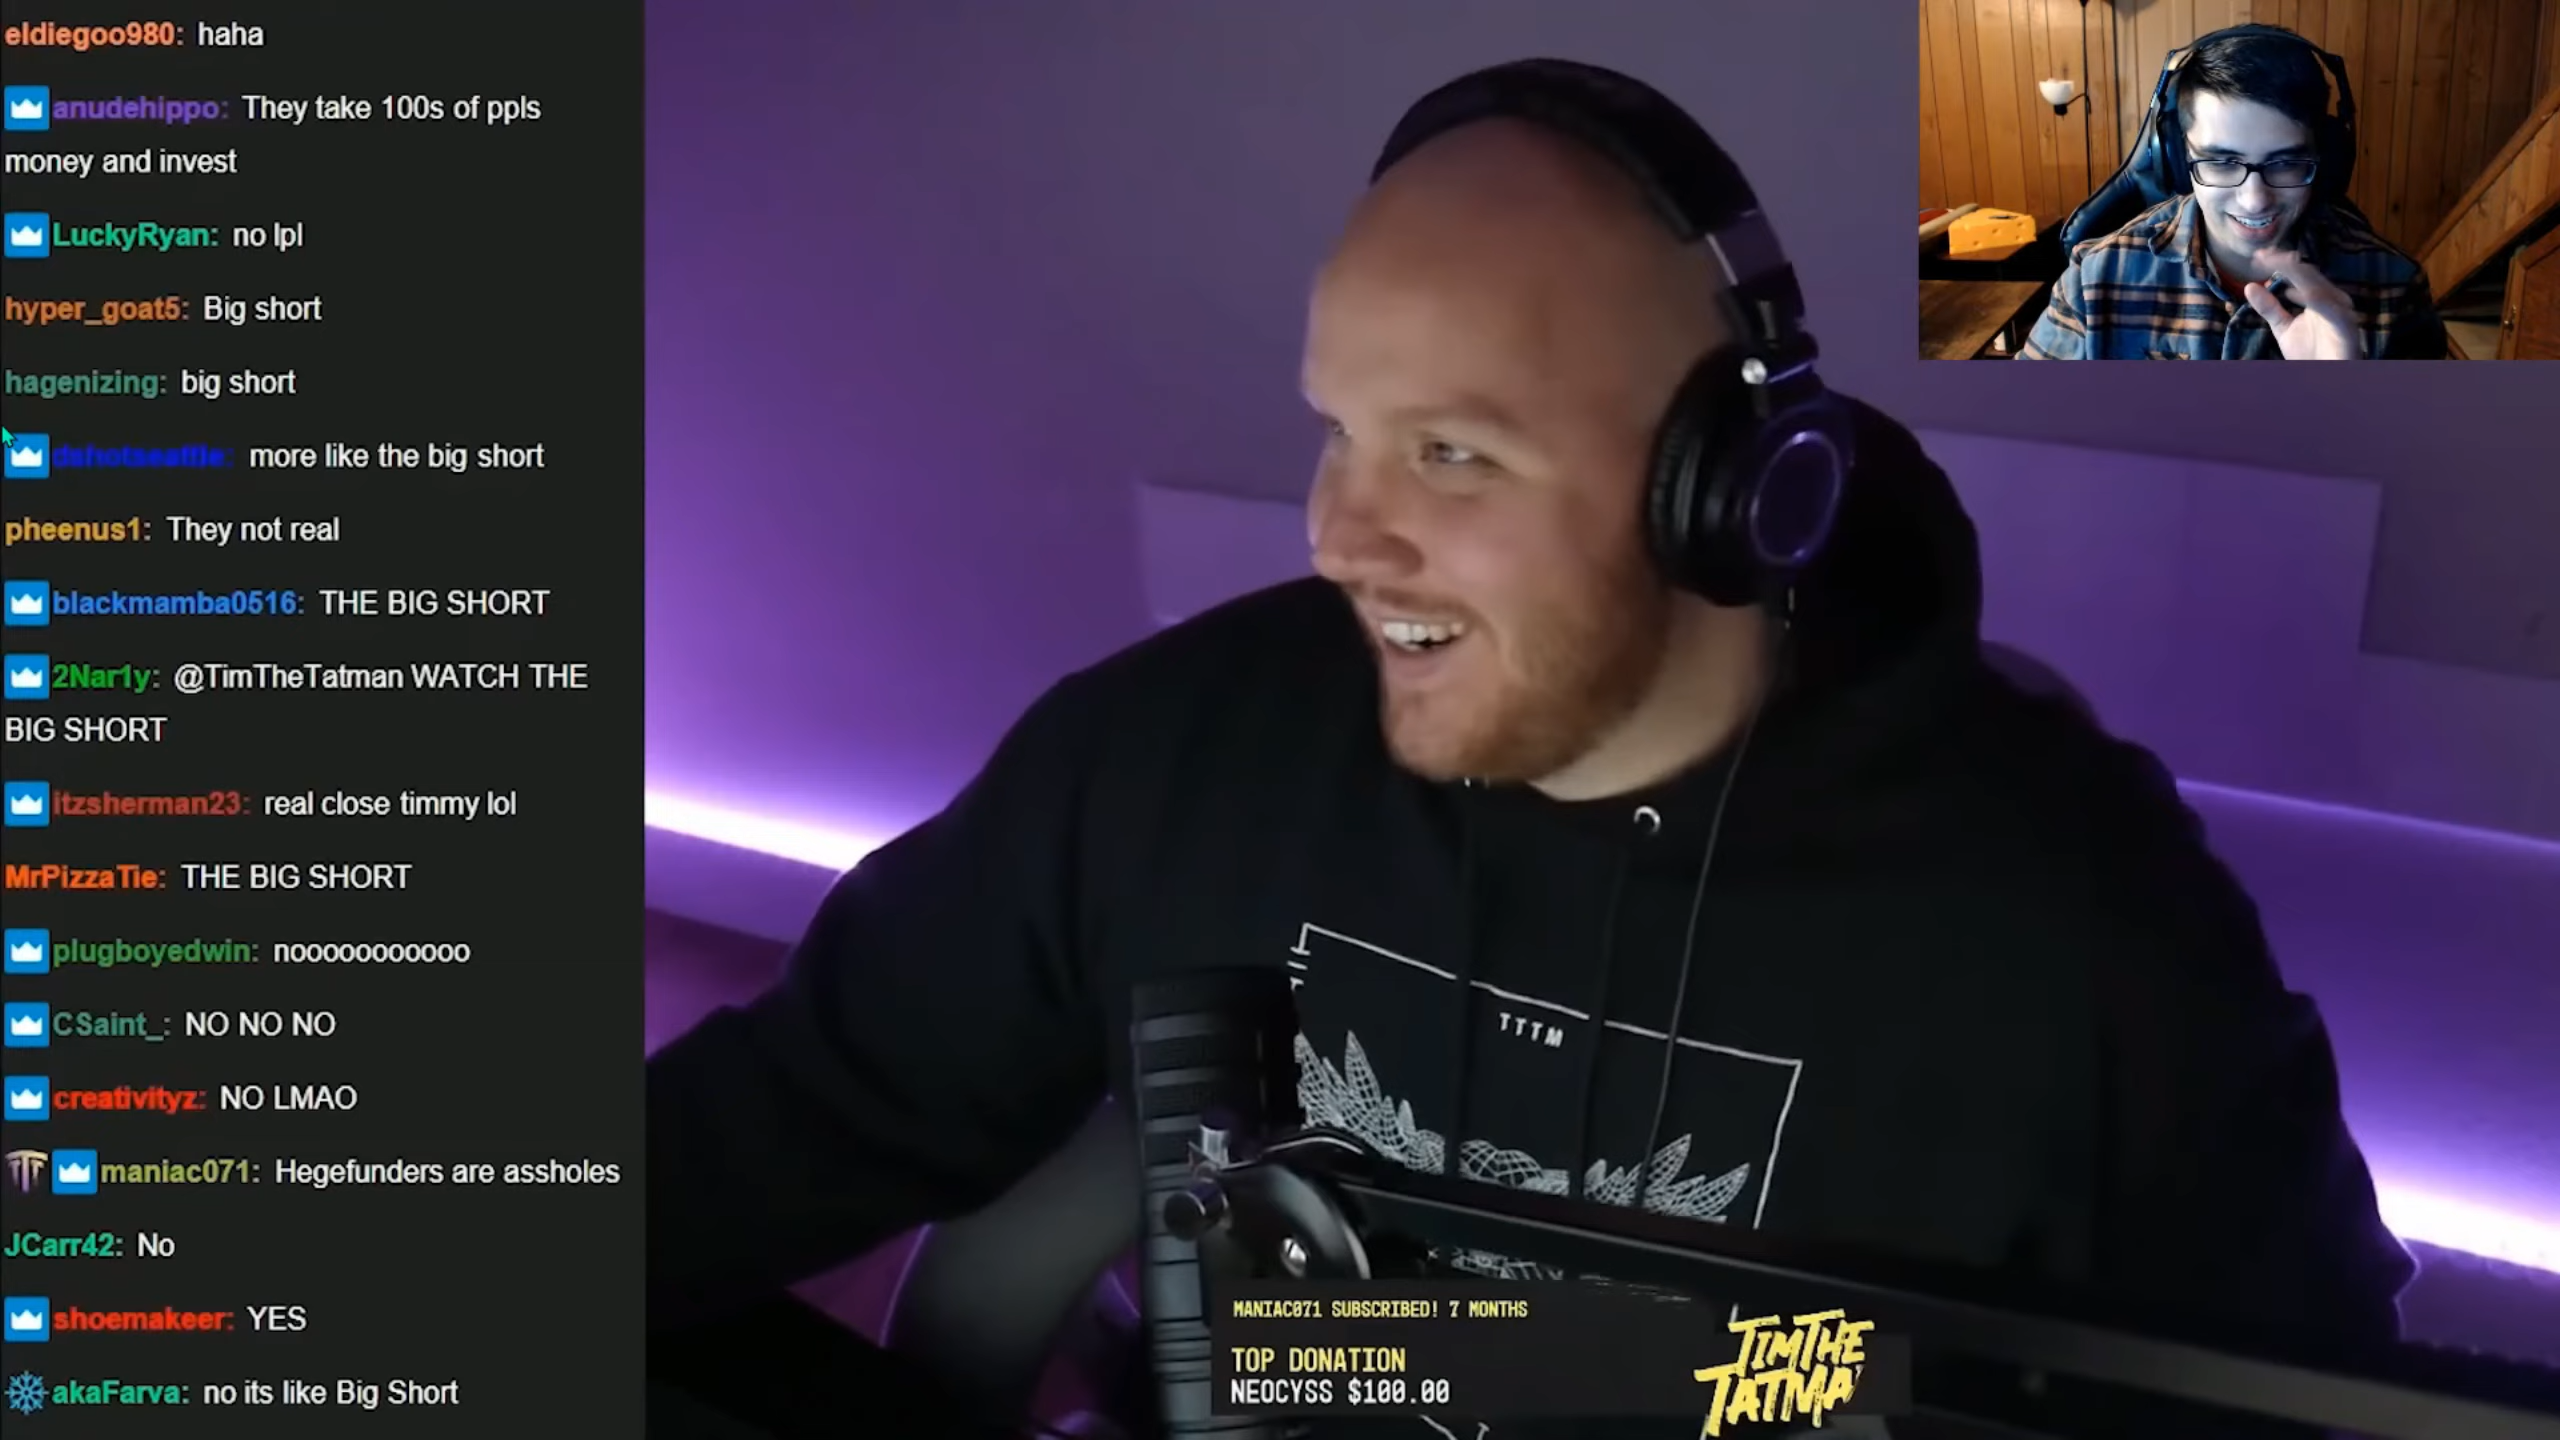 eldiegoo980: haha
anudehippo: They take 100s of ppls
money and invest
LuckyRyan: no lpl
hyper_goat5: Big short
hagenizing: big short
dshotseattle: more like the big short
pheenus1: They not real
blackmamba0516: THE BIG SHORT
2Nar1y: @TimTheTatman WATCH THE
BIG SHORT
itzsherman23: real close timmy lol
MrPizzaTie: THE BIG SHORT
plugboyedwin: nooooooooooo
CSaint_: NO NO NO
creativityz: NO LMAO
maniac071: Hegefunders are assholes
JCarr42: No
shoemakeer: YES
akaFarva: no its like Big Short
TTTM
MANIAC071 SUBSCRIBED! 7 MONTHS
TOP DONATION
NEOCYSS $100.00
TIMTHE
TATMA